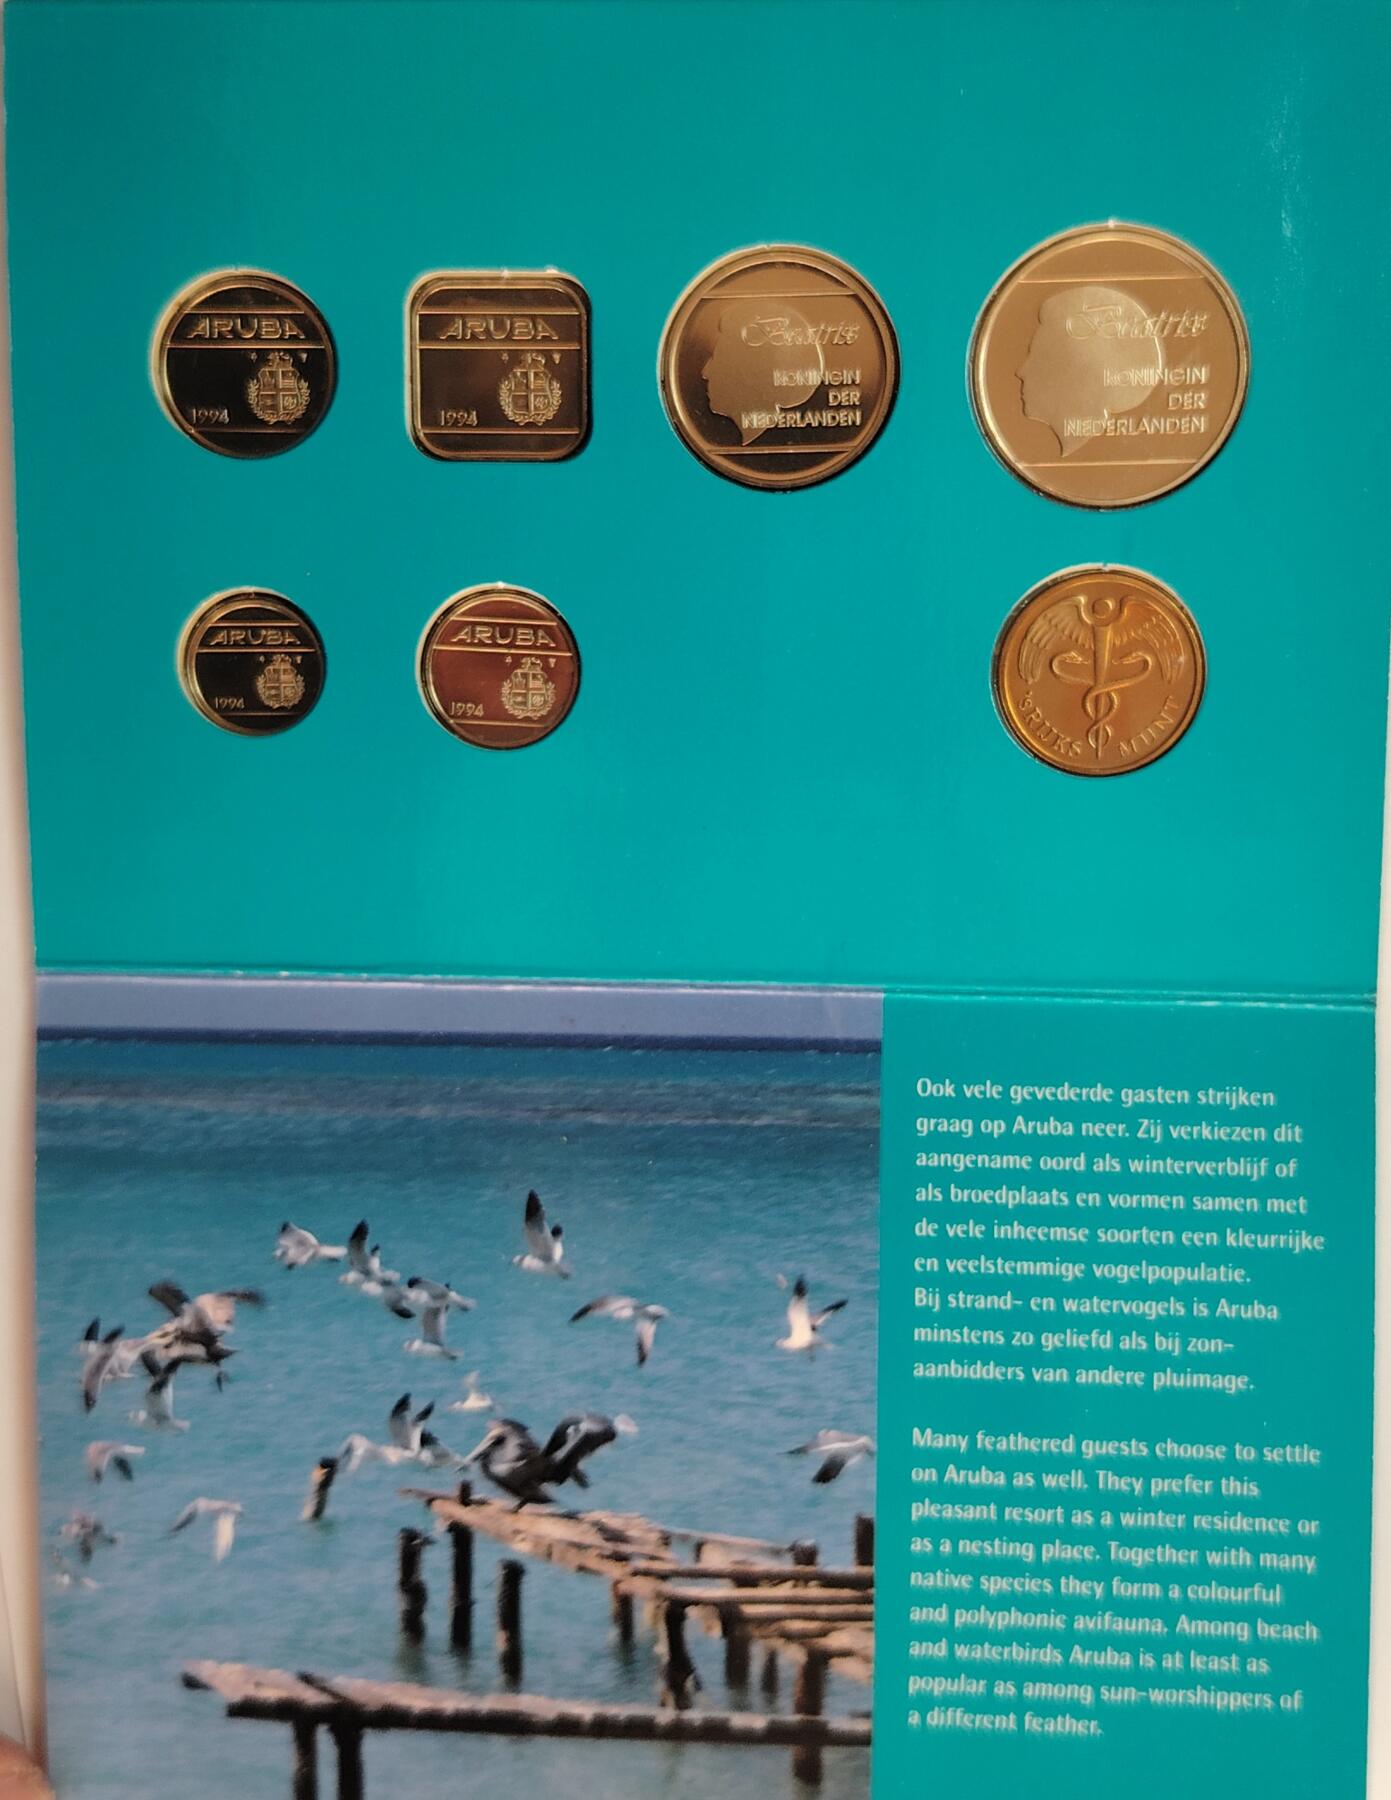 ARUBA
1994
ARUBA
1994
Beatrix
KONINGIN
DER
NEDERLANDEN
Beatrix
KONINGIN
DER
NEDERLANDEN
ARUBA
1994
ARUBA
1994
'SRIJKS MUNT
Ook vele gevederde gasten strijken
graag op Aruba neer. Zij verkiezen dit
aangename oord als winterverblijf of
als broedplaats en vormen samen met
de vele inheemse soorten een kleurrijke
en veelstemmige vogelpopulatie.
Bij strand- en watervogels is Aruba
minstens zo geliefd als bij zon-
aanbidders van andere pluimage.
Many feathered guests choose to settle
on Aruba as well. They prefer this
pleasant resort as a winter residence or
as a nesting place. Together with many
native species they form a colourful
and polyphonic avifauna. Among beach
and waterbirds Aruba is at least as
popular as among sun-worshippers of
a different feather.